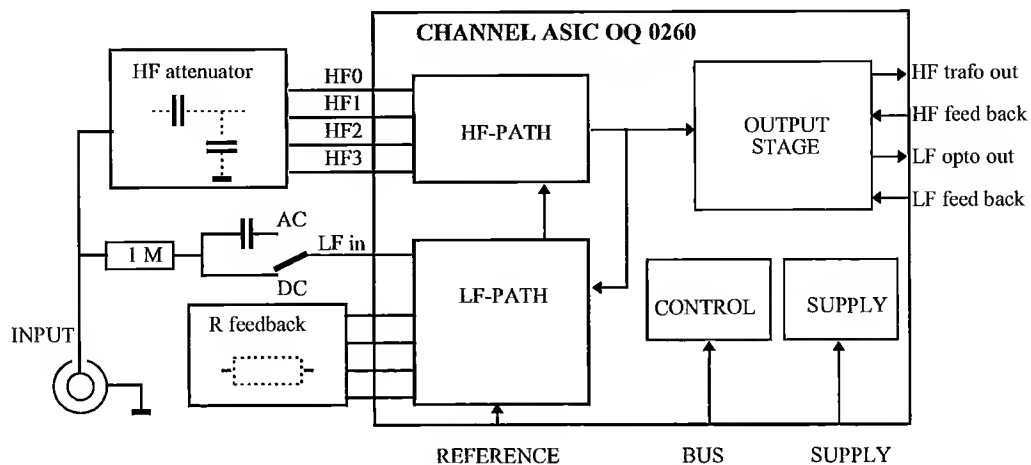 CHANNEL ASIC OQ 0260
HF attenuator
HF0
HF1
HF2
HF3
HF-PATH
OUTPUT
STAGE
HF trafo out
HF feed back
LF opto out
LF feed back
1 M
AC
DC
LF in
LF-PATH
R feedback
INPUT
CONTROL
SUPPLY
REFERENCE
BUS
SUPPLY